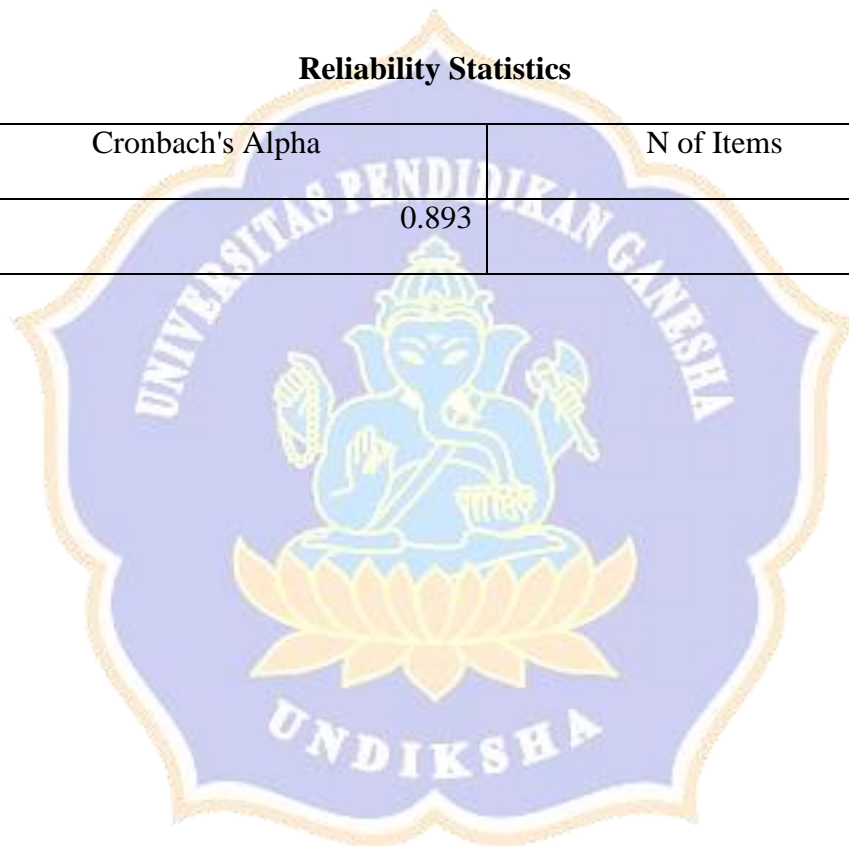 Reliability Statistics
Cronbach's Alpha N of Items
0.893
UNIVERSITAS PENDIDIKAN GANESHA
UNDIKSHA